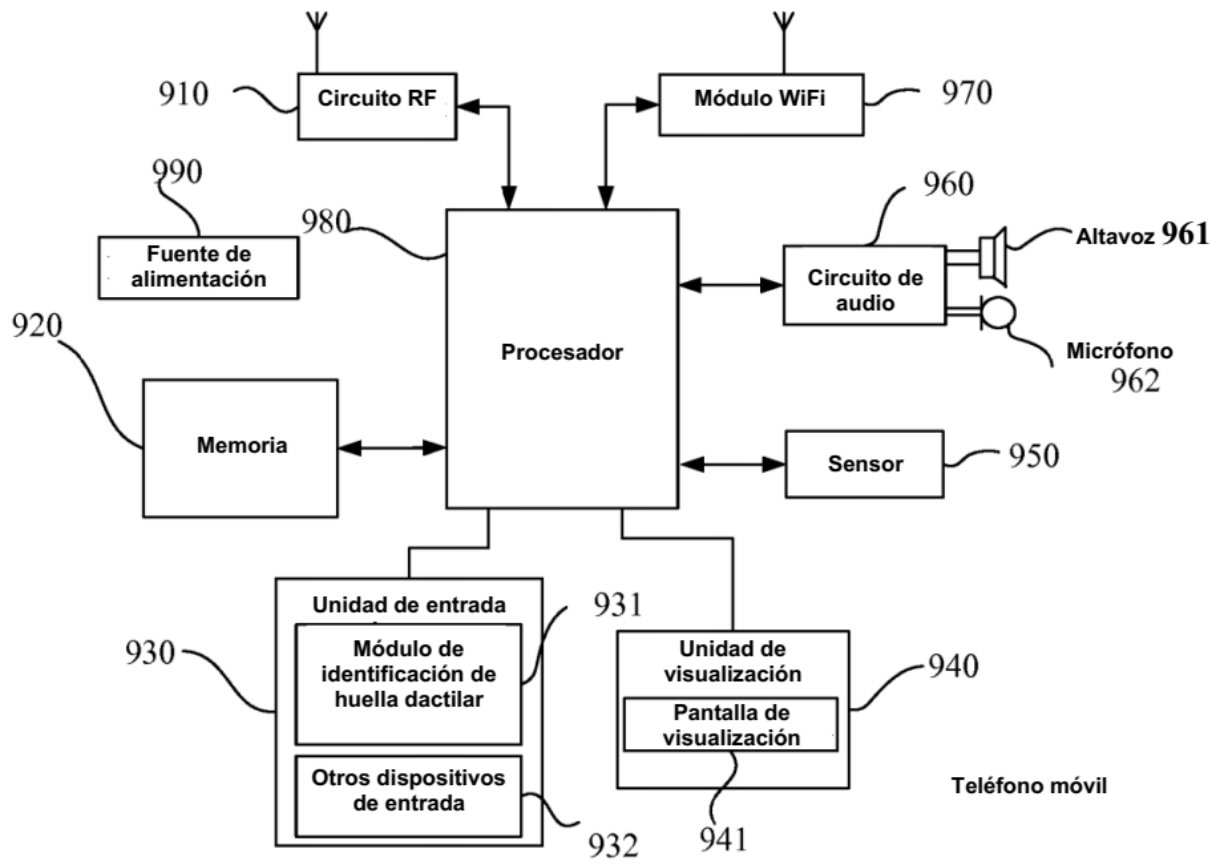 910
Circuito RF
Módulo WiFi
970
990
980
960
Fuente de
alimentación
Altavoz 961
Circuito de
audio
920
Procesador
Micrófono
962
Memoria
Sensor
950
Unidad de entrada
931
930
Módulo de
identificación de
huella dactilar
Unidad de
visualización
940
Pantalla de
visualización
Otros dispositivos
de entrada
932
941
Teléfono móvil